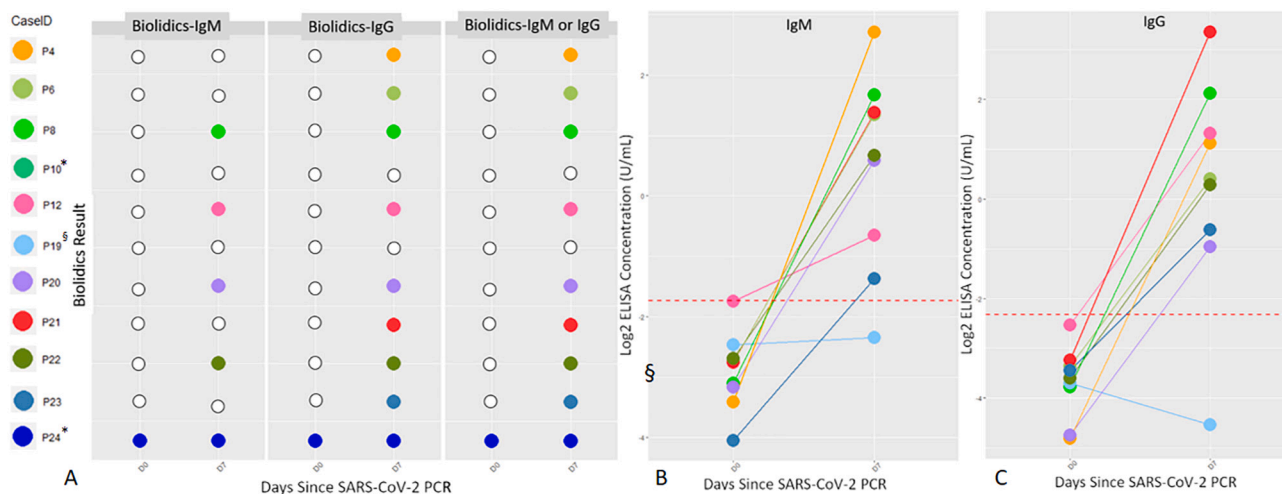 CaseID
Biolidics-IgM Biolidics-IgG Biolidics-IgM or IgG
P4
P6
P8
P10*
P12
P19§
P20
P21
P22
P23
P24*
Biolidics Result
D0 D7 D0 D7 D0 D7
A
Days Since SARS-CoV-2 PCR
IgM
Log2 ELISA Concentration (U/mL)
2
0
-2
-4
§
D0 D7
B
Days Since SARS-CoV-2 PCR
IgG
Log2 ELISA Concentration (U/mL)
2
0
-2
-4
D0 D7
C
Days Since SARS-CoV-2 PCR